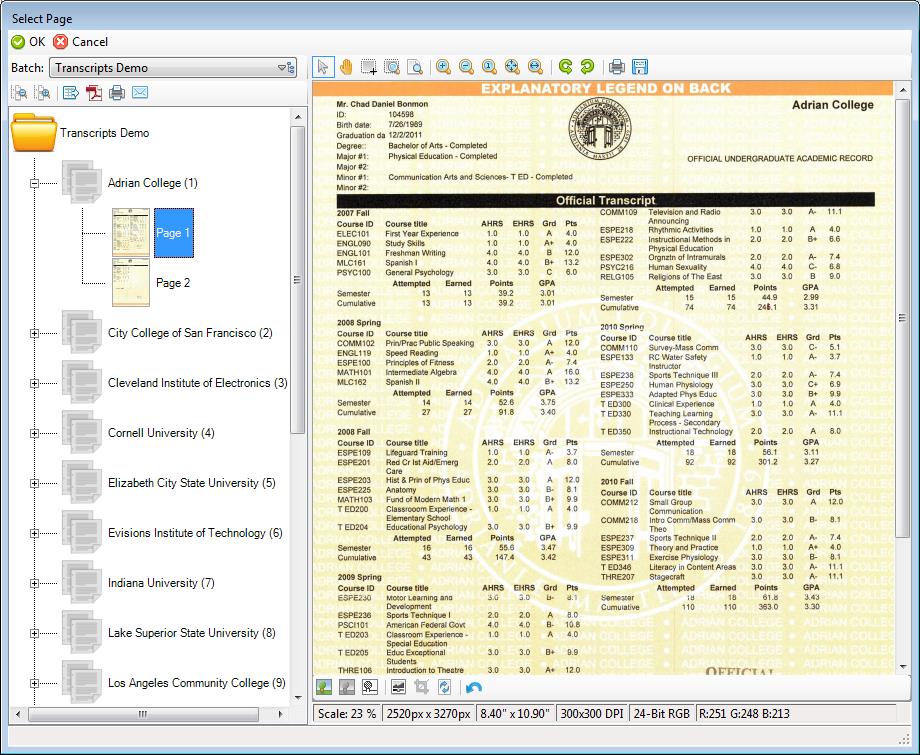 Select Page
OK Cancel
Batch: Transcripts Demo
Transcripts Demo
Adrian College (1)
Page 1
Page 2
City College of San Francisco (2)
Cleveland Institute of Electronics (3)
Cornell University (4)
Elizabeth City State University (5)
Evisions Institute of Technology (6)
Indiana University (7)
Lake Superior State University (8)
Los Angeles Community College (9)
EXPLANATORY LEGEND ON BACK
Mr. Chad Daniel Bonmon
ID: 104598
Birth date: 7/26/1989
Graduation da 12/2/2011
Degree:: Bachelor of Arts - Completed
Major #1: Physical Education - Completed
Major #2:
Minor #1: Communication Arts and Sciences- T ED - Completed
Minor #2:
Adrian College
OFFICIAL UNDERGRADUATE ACADEMIC RECORD
Official Transcript
2007 Fall
Course ID Course title AHRS EHRS Grd Pts
ELEC101 First Year Experience 1.0 1.0 A 4.0
ENGL090 Study Skills 1.0 1.0 A+ 4.0
ENGL101 Freshman Writing 4.0 4.0 B 12.0
MLC161 Spanish I 4.0 4.0 B+ 13.2
PSYC100 General Psychology 3.0 3.0 C 6.0
Attempted Earned Points GPA
Semester 13 13 39.2 3.01
Cumulative 13 13 39.2 3.01
2008 Spring
Course ID Course title AHRS EHRS Grd Pts
COMM102 Prin/Prac Public Speaking 3.0 3.0 A 12.0
ENGL119 Speed Reading 1.0 1.0 A+ 4.0
ESPE100 Principles of Fitness 2.0 2.0 A- 7.4
MATH101 Intermediate Algebra 4.0 4.0 A 16.0
MLC162 Spanish II 4.0 4.0 B+ 13.2
Attempted Earned Points GPA
Semester 14 14 52.6 3.75
Cumulative 27 27 91.8 3.40
2008 Fall
Course ID Course title AHRS EHRS Grd Pts
ESPE109 Lifeguard Training 1.0 1.0 A- 3.7
ESPE201 Red Cr Ist Aid/Emerg 2.0 2.0 A 8.0
Care
ESPE203 Hist & Prin of Phys Educ 3.0 3.0 A 12.0
ESPE225 Anatomy 3.0 3.0 B- 8.1
MATH103 Fund of Modern Math 1 3.0 3.0 B+ 9.9
T ED200 Classrooom Experience - 1.0 1.0 A 4.0
Elementary School
T ED204 Educational Psychology 3.0 3.0 B+ 9.9
Attempted Earned Points GPA
Semester 16 16 55.6 3.47
Cumulative 43 43 147.4 3.42
2009 Spring
Course ID Course title AHRS EHRS Grd Pts
ESPE230 Motor Learning and 3.0 3.0 B- 8.1
Development
ESPE236 Sports Technique I 2.0 2.0 A 8.0
PSCI101 American Federal Govt 4.0 4.0 B- 10.8
T ED203 Classroom Experience - 1.0 1.0 A 4.0
Special Education
T ED205 Educ Exceptional 3.0 3.0 B+ 9.9
Students
THRE106 Introduction to Theatre 3.0 3.0 A+ 12.0
COMM109 Television and Radio 3.0 3.0 A- 11.1
Announcing
ESPE218 Rhythmic Activities 1.0 1.0 A 4.0
ESPE222 Instructional Methods in 2.0 2.0 B+ 6.6
Physical Education
ESPE302 Orgnztn of Intramurals 2.0 2.0 A- 7.4
PSYC216 Human Sexuality 4.0 4.0 C- 6.8
RELG105 Religions of The East 3.0 3.0 B 9.0
Attempted Earned Points GPA
Semester 15 15 44.9 2.99
Cumulative 74 74 245.1 3.31
2010 Spring
Course ID Course title AHRS EHRS Grd Pts
COMM110 Survey-Mass Comm 3.0 3.0 C- 5.1
ESPE133 RC Water Safety 1.0 1.0 A- 3.7
Instructor
ESPE238 Sports Technique III 2.0 2.0 A- 7.4
ESPE250 Human Physiology 3.0 3.0 C+ 6.9
ESPE333 Adapted Phys Educ 3.0 3.0 B+ 9.9
T ED300 Clinical Experience 1.0 1.0 A 4.0
T ED330 Teaching Learning 3.0 3.0 A- 11.1
Process - Secondary
T ED350 Instructional Technology 2.0 2.0 A 8.0
Attempted Earned Points GPA
Semester 18 18 56.1 3.11
Cumulative 92 92 301.2 3.27
2010 Fall
Course ID Course title AHRS EHRS Grd Pts
COMM212 Small Group 3.0 3.0 A 12.0
Communication
COMM218 Intro Comm/Mass Comm 3.0 3.0 B- 8.1
Theo
ESPE237 Sports Technique II 2.0 2.0 A- 7.4
ESPE309 Theory and Practice 1.0 1.0 A+ 4.0
ESPE311 Exercise Physiology 3.0 3.0 B- 8.1
T ED346 Literacy in Content Areas 3.0 3.0 A- 11.1
THRE207 Stagecraft 3.0 3.0 A- 11.1
Attempted Earned Points GPA
Semester 18 18 61.8 3.43
Cumulative 110 110 363.0 3.30
OFFICIAL
Scale: 23 % 2520px x 3270px 8.40" x 10.90" 300x300 DPI 24-Bit RGB R:251 G:248 B:213